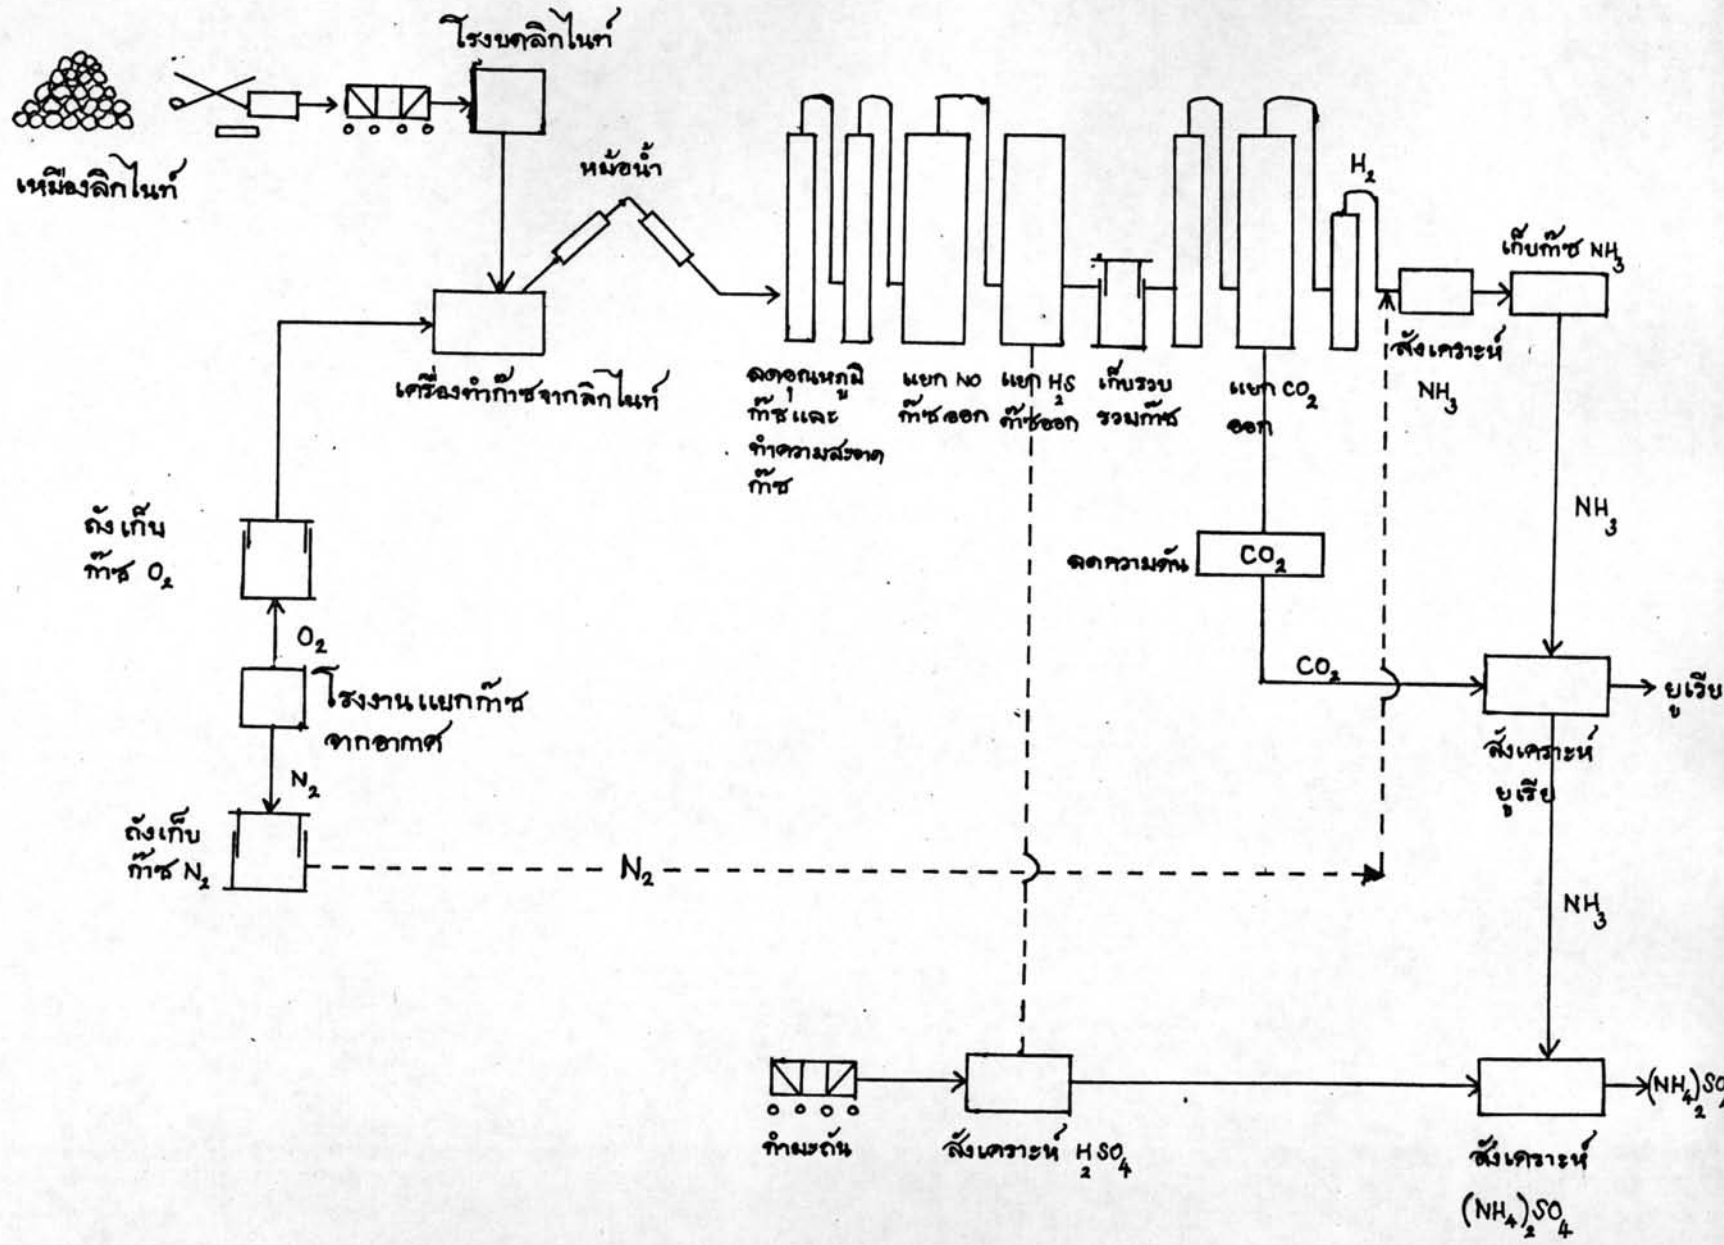 โรงบดลิกไนท์
เหมืองลิกไนท์
หม้อน้ำ
H₂
เก็บก๊าซ NH₃
เครื่องทำก๊าซจากลิกไนท์
ลดอุณหภูมิ
ก๊าซและ
ทำความสะอาด
ก๊าซ
แยก NO
ก๊าซออก
แยก H₂S
ก๊าซออก
เก็บรวบ
รวมก๊าซ
แยก CO₂
ออก
สังเคราะห์
NH₃
ถังเก็บ
ก๊าซ O₂
NH₃
ลดความดัน
CO₂
O₂
โรงงานแยกก๊าซ
จากอากาศ
CO₂
ยูเรีย
สังเคราะห์
ยูเรีย
N₂
ถังเก็บ
ก๊าซ N₂
N₂
NH₃
กำมะถัน
สังเคราะห์ H₂SO₄
(NH₄)₂SO
สังเคราะห์
(NH₄)₂SO₄